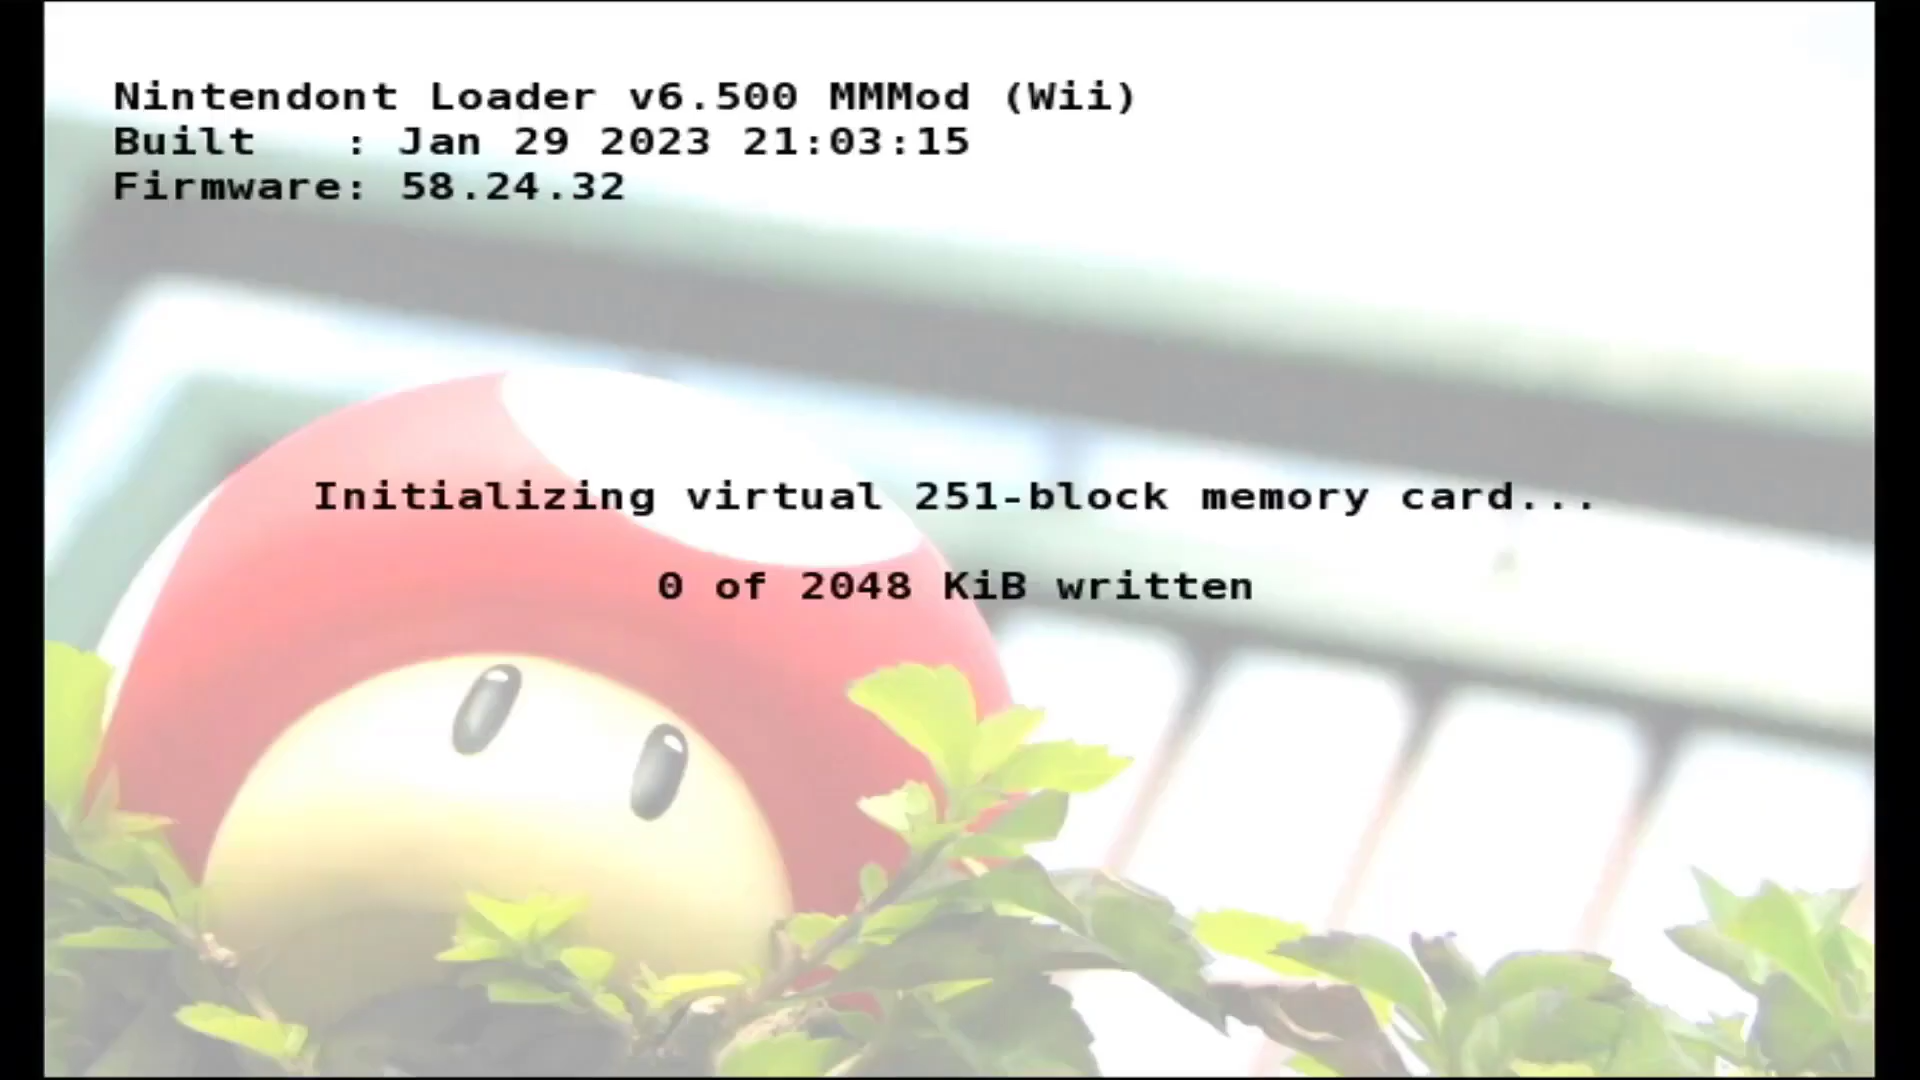 Nintendont Loader v6.500 MMMod (Wii)
Built   : Jan 29 2023 21:03:15
Firmware: 58.24.32
Initializing virtual 251-block memory card...
0 of 2048 KiB written